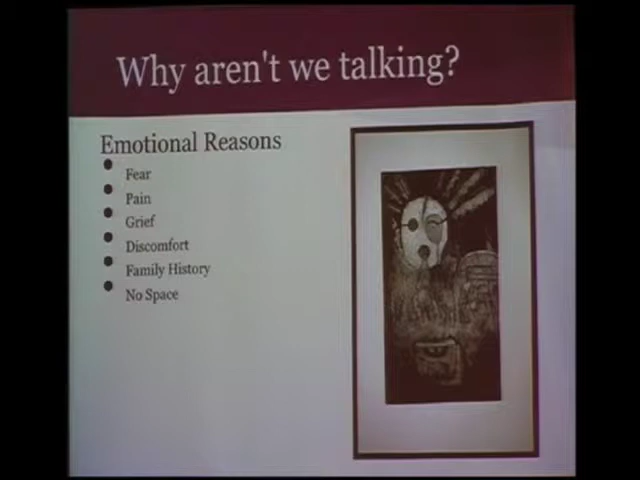 Why aren't we talking?
Emotional Reasons
Fear
Pain
Grief
Discomfort
Family History
No Space